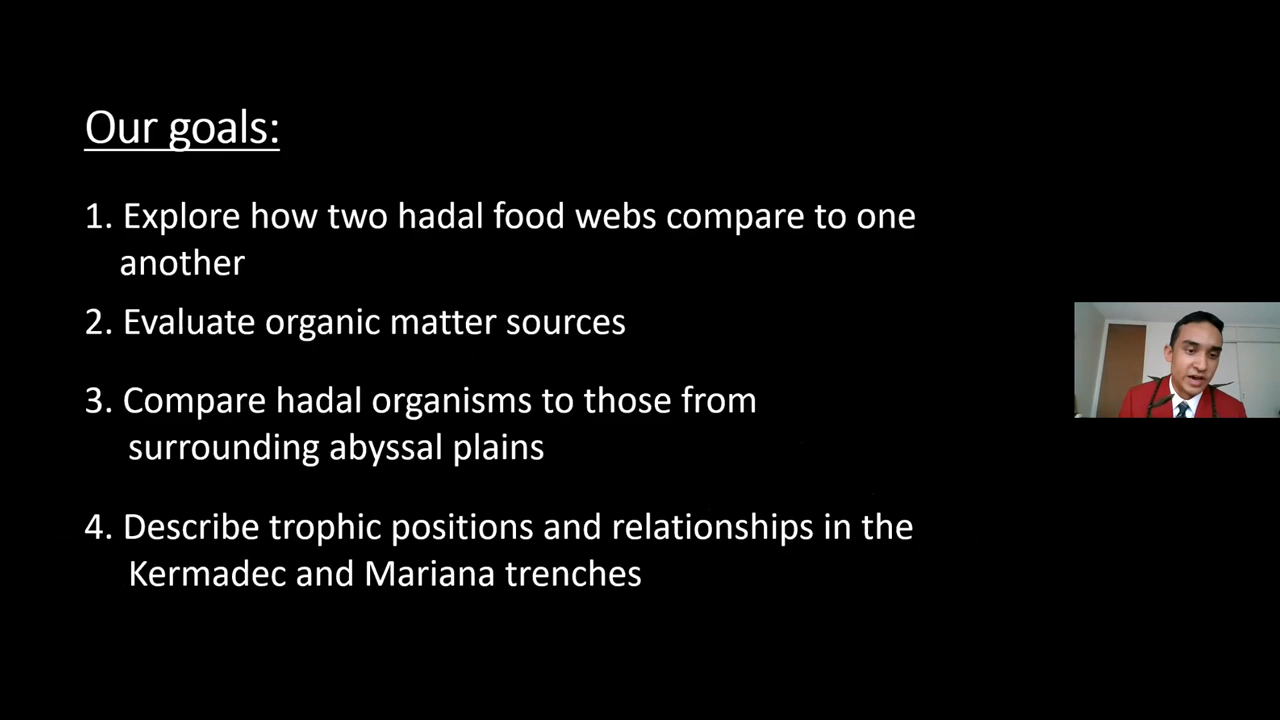 Our goals:
1. Explore how two hadal food webs compare to one
another
2. Evaluate organic matter sources
3. Compare hadal organisms to those from
surrounding abyssal plains
4. Describe trophic positions and relationships in the
Kermadec and Mariana trenches